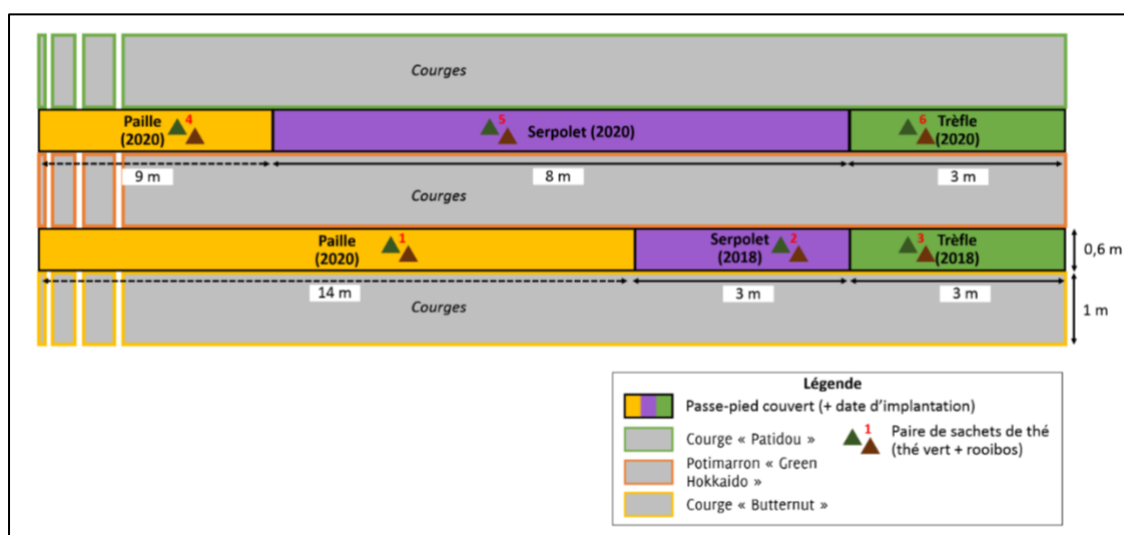 Courges
Paille
(2020)
4
5
Serpolet (2020)
6
Trèfle
(2020)
9 m
8 m
3 m
Courges
Paille
(2020)
1
Serpolet
(2018)
2
3
Trèfle
(2018)
0,6 m
14 m
3 m
3 m
Courges
1 m
Légende
Passe-pied couvert (+ date d'implantation)
Courge « Patidou »
1
Paire de sachets de thé
(thé vert + rooibos)
Potimarron « Green
Hokkaido »
Courge « Butternut »